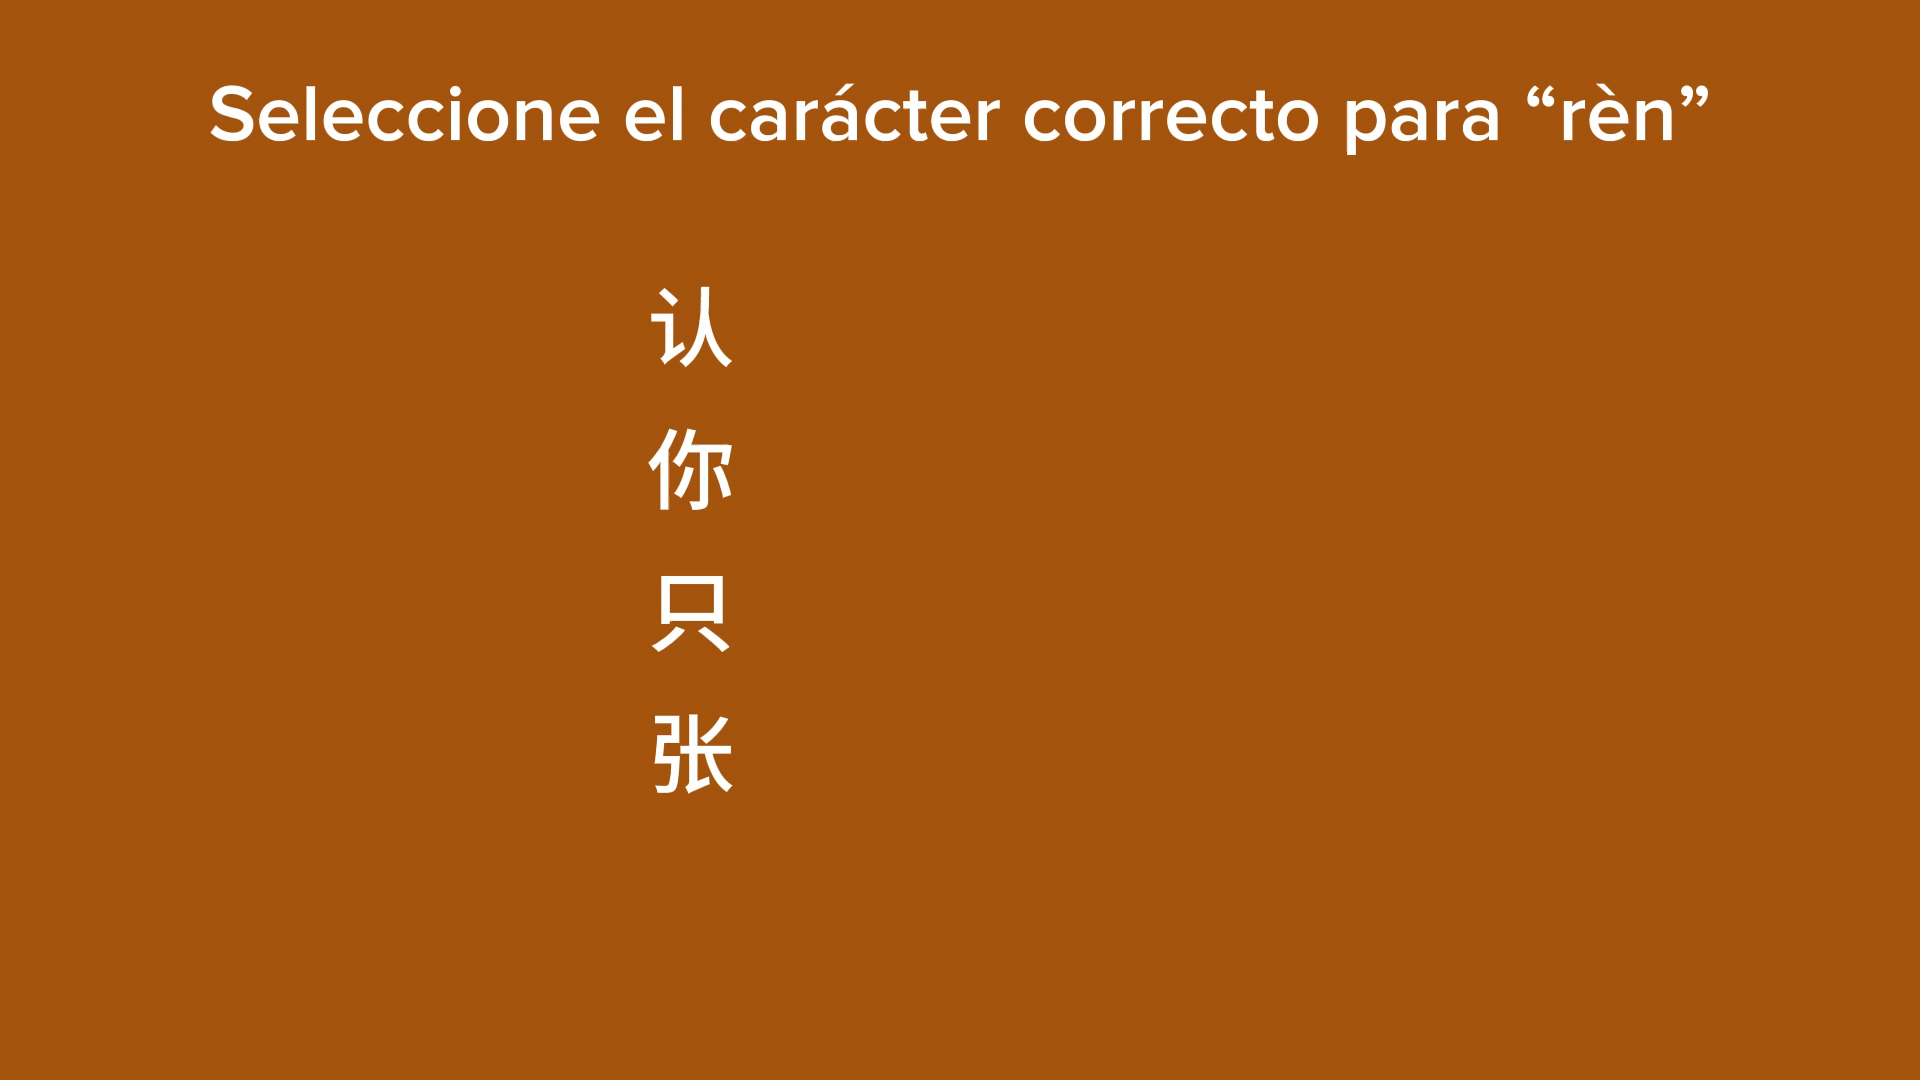 Seleccione el carácter correcto para “rèn”
认
你
只
张